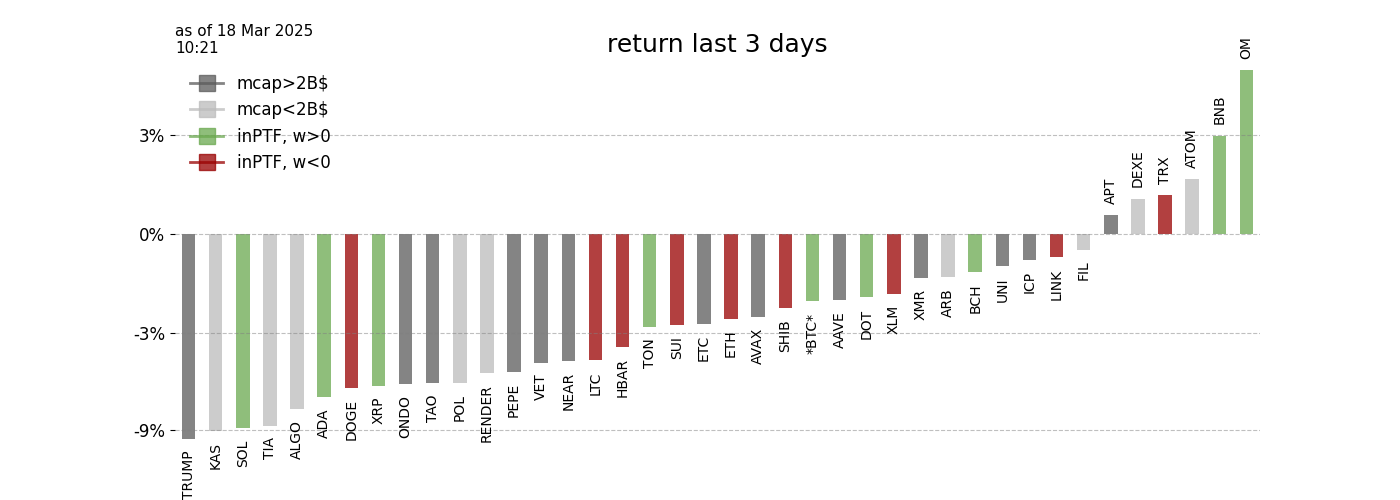 as of 18 Mar 2025
10:21
return last 3 days
mcap>2B$
mcap<2B$
inPTF, w>0
inPTF, w<0
3%
0%
-3%
-9%
TRUMP
KAS
SOL
TIA
ALGO
ADA
DOGE
XRP
ONDO
TAO
POL
RENDER
PEPE
VET
NEAR
LTC
HBAR
TON
SUI
ETC
ETH
AVAX
SHIB
*BTC*
AAVE
DOT
XLM
XMR
ARB
BCH
UNI
ICP
LINK
FIL
APT
DEXE
TRX
ATOM
BNB
OM